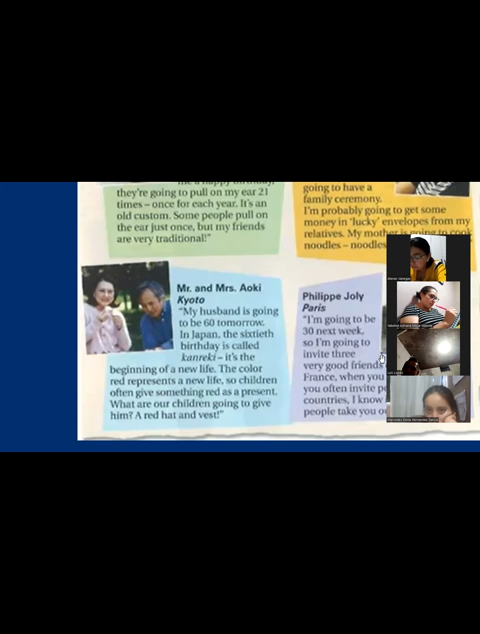 me a happy birthday,
they're going to pull on my ear 21
times – once for each year. It's an
old custom. Some people pull on
the ear just once, but my friends
are very traditional!"
going to have a
family ceremony.
I'm probably going to get some
money in 'lucky' envelopes from my
relatives. My mother is going to cook
noodles – noodles
Mr. and Mrs. Aoki
Kyoto
"My husband is going
to be 60 tomorrow.
In Japan, the sixtieth
birthday is called
kanreki – it's the
beginning of a new life. The color
red represents a new life, so children
often give something red as a present.
What are our children going to give
him? A red hat and vest!"
Philippe Joly
Paris
"I'm going to be
30 next week,
so I'm going to
invite three
very good friends
France, when you
you often invite
countries, I know
people take you